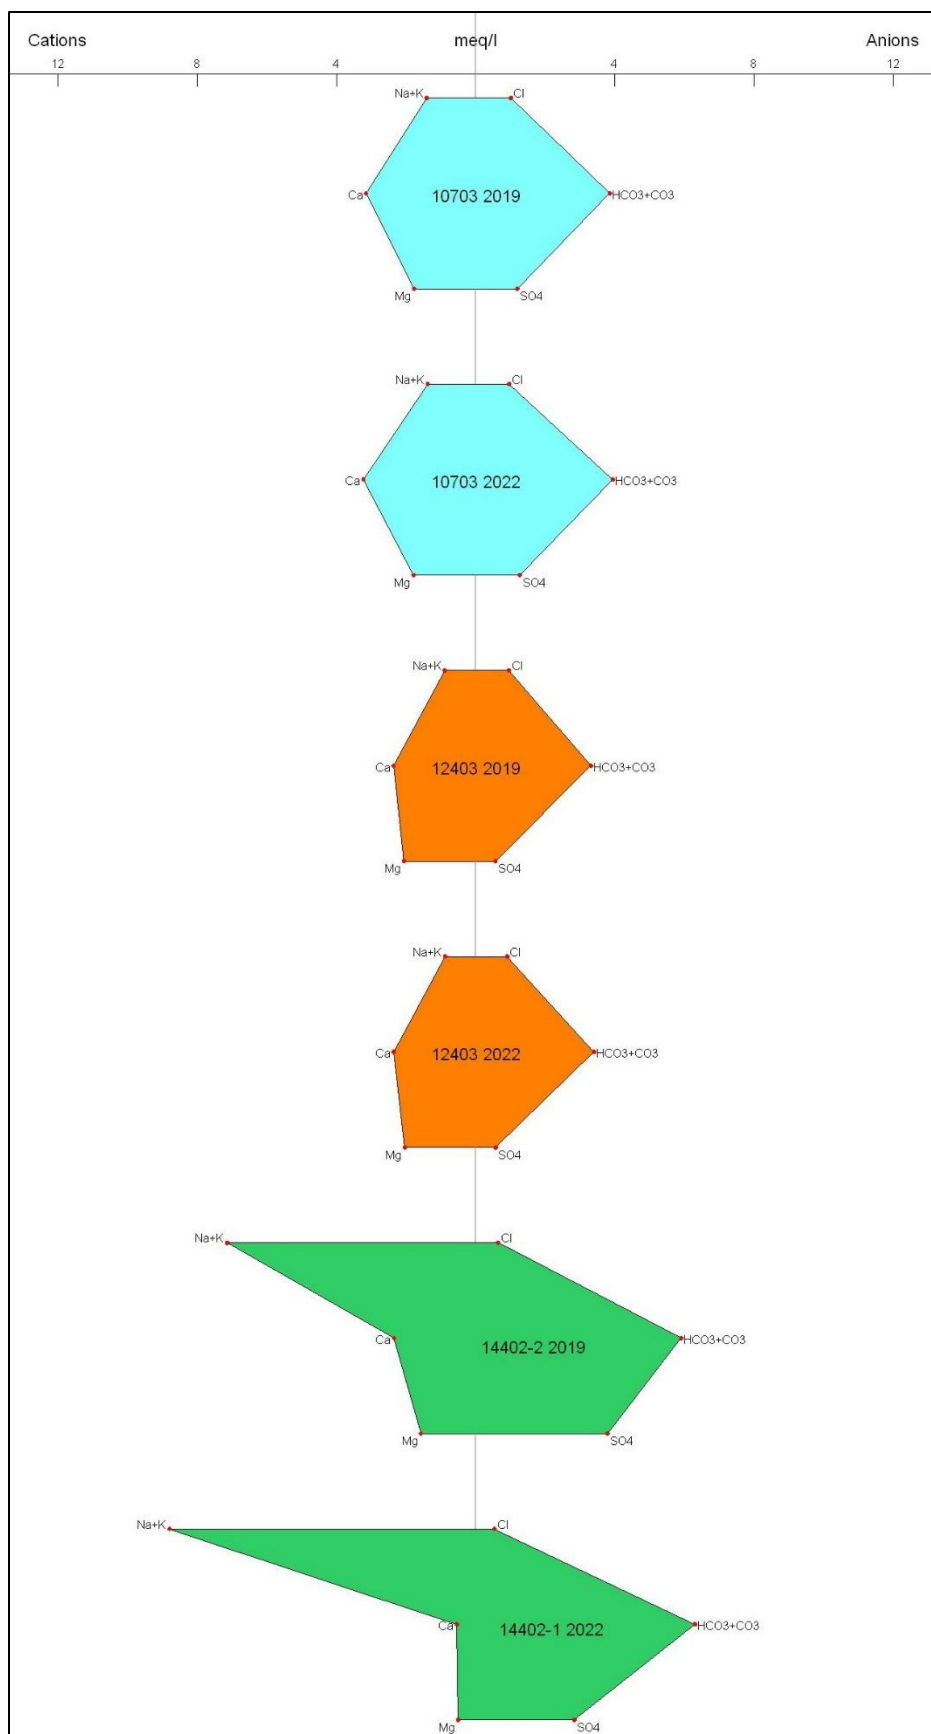 Cations meq/l Anions
12 8 4 4 8 12
Na+K Cl
Ca 10703 2019 HCO3+CO3
Mg SO4
Na+K Cl
Ca 10703 2022 HCO3+CO3
Mg SO4
Na+K Cl
Ca 12403 2019 HCO3+CO3
Mg SO4
Na+K Cl
Ca 12403 2022 HCO3+CO3
Mg SO4
Na+K Cl
Ca 14402-2 2019 HCO3+CO3
Mg SO4
Na+K Cl
Ca 14402-1 2022 HCO3+CO3
Mg SO4